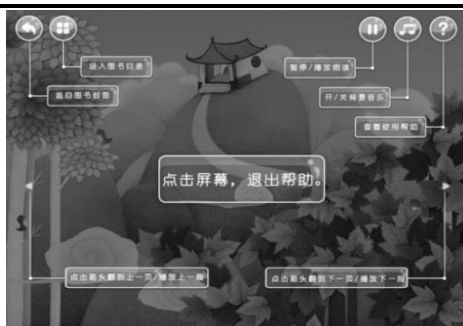 进入图书目录
暂停/播放朗读
返回图书封面
开/关背景音乐
查看使用帮助
?
点击屏幕，退出帮助。
点击箭头翻到上一页/播放上一段
点击箭头翻到下一页/播放下一段